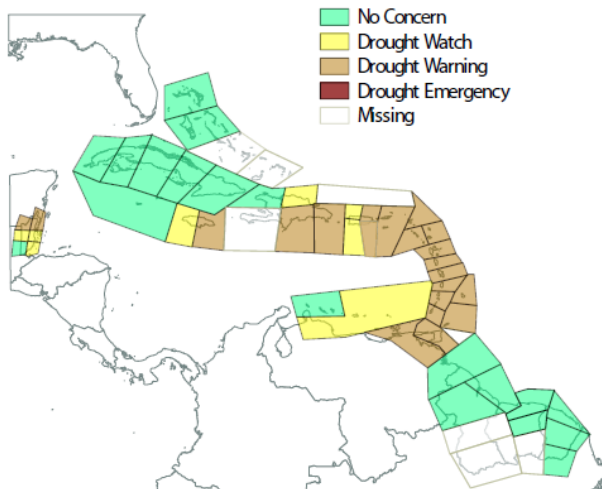 No Concern
Drought Watch
Drought Warning
Drought Emergency
Missing